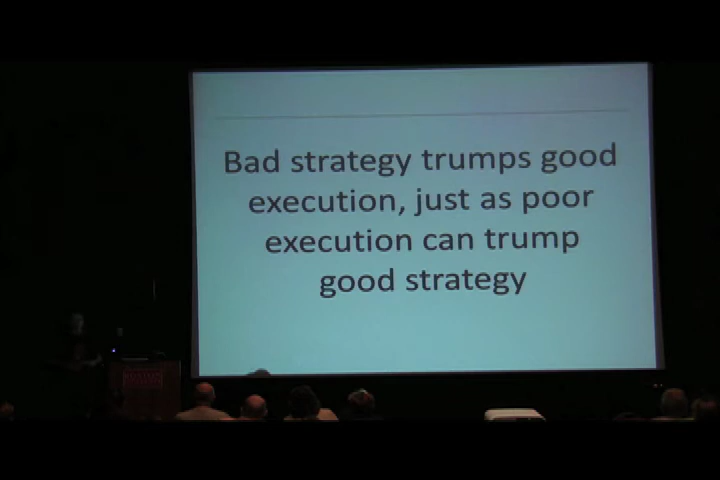 Bad strategy trumps good
execution, just as poor
execution can trump
good strategy